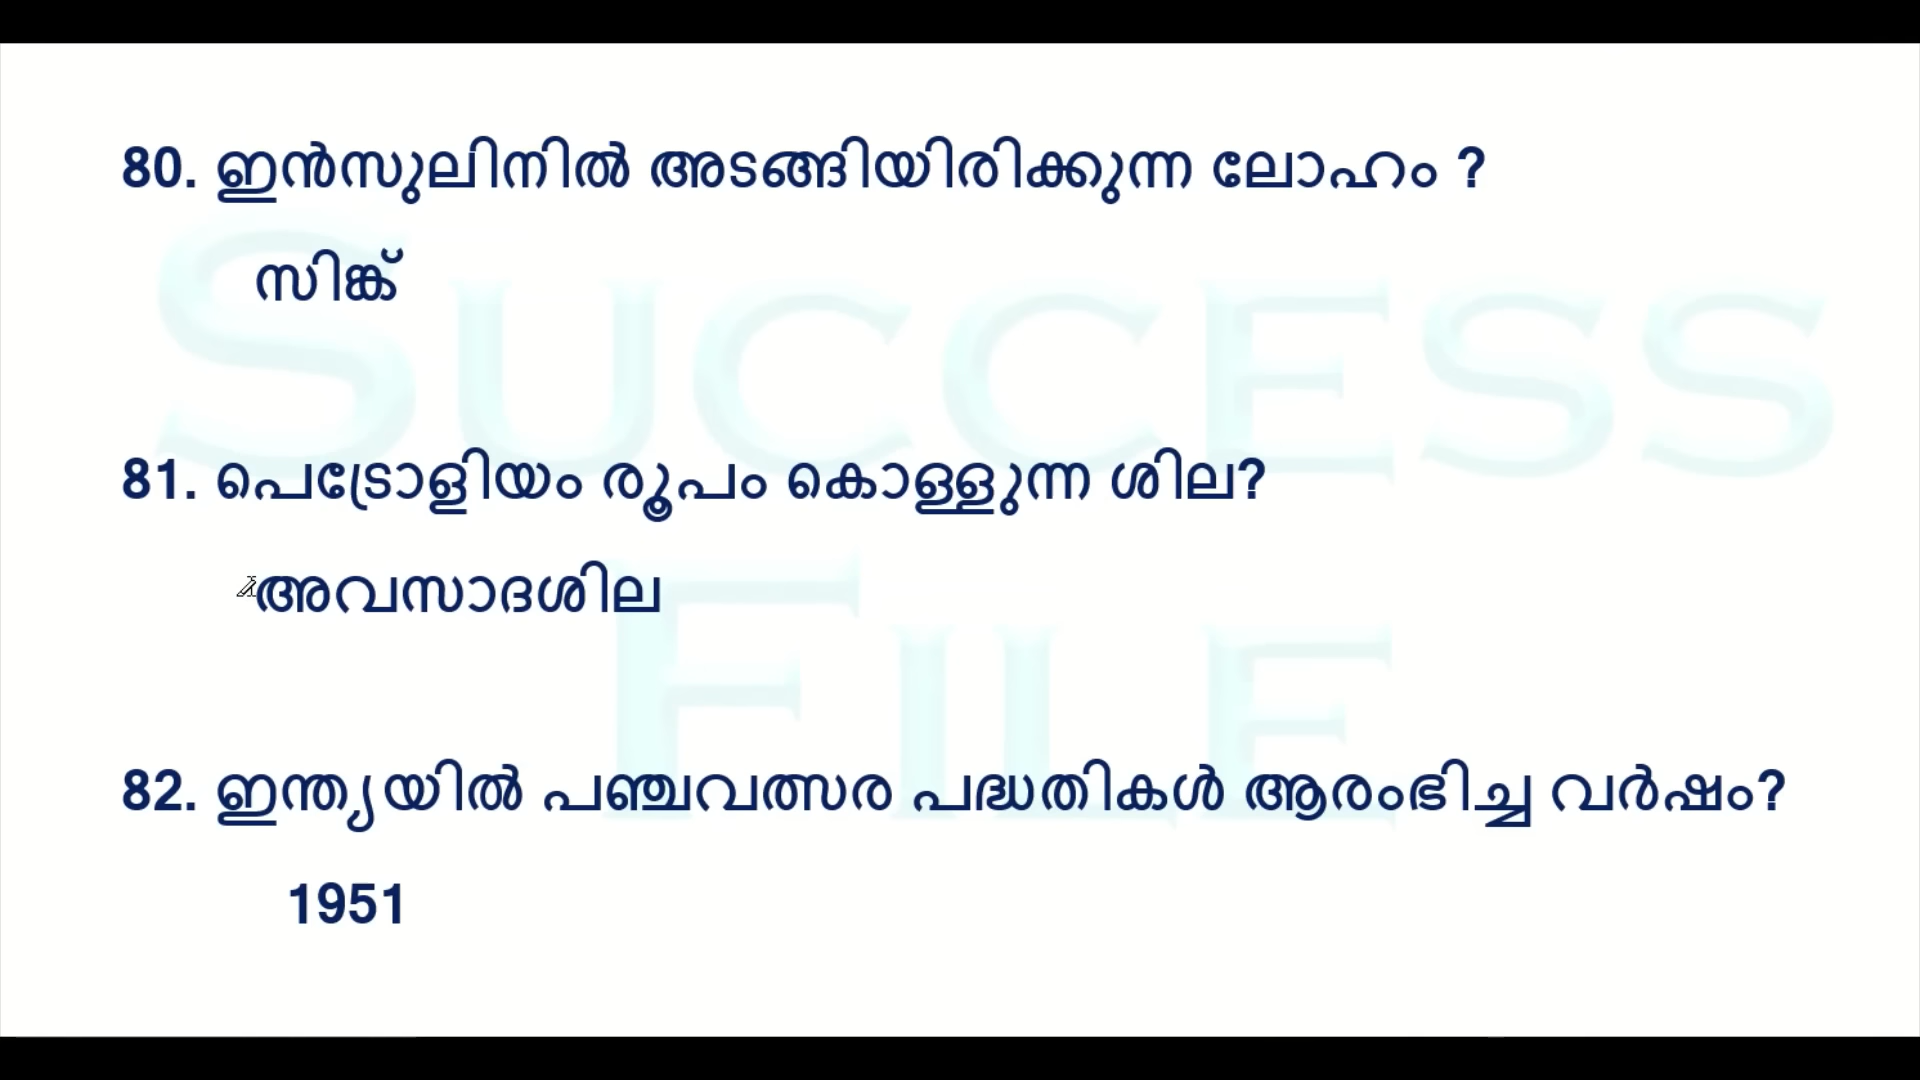 80. ഇൻസുലിനിൽ അടങ്ങിയിരിക്കുന്ന ലോഹം ?
സിങ്ക്
81. പെട്രോളിയം രൂപം കൊള്ളുന്ന ശില?
അവസാദശില
82. ഇന്ത്യയിൽ പഞ്ചവത്സര പദ്ധതികൾ ആരംഭിച്ച വർഷം?
1951
SUCCESS
FILE